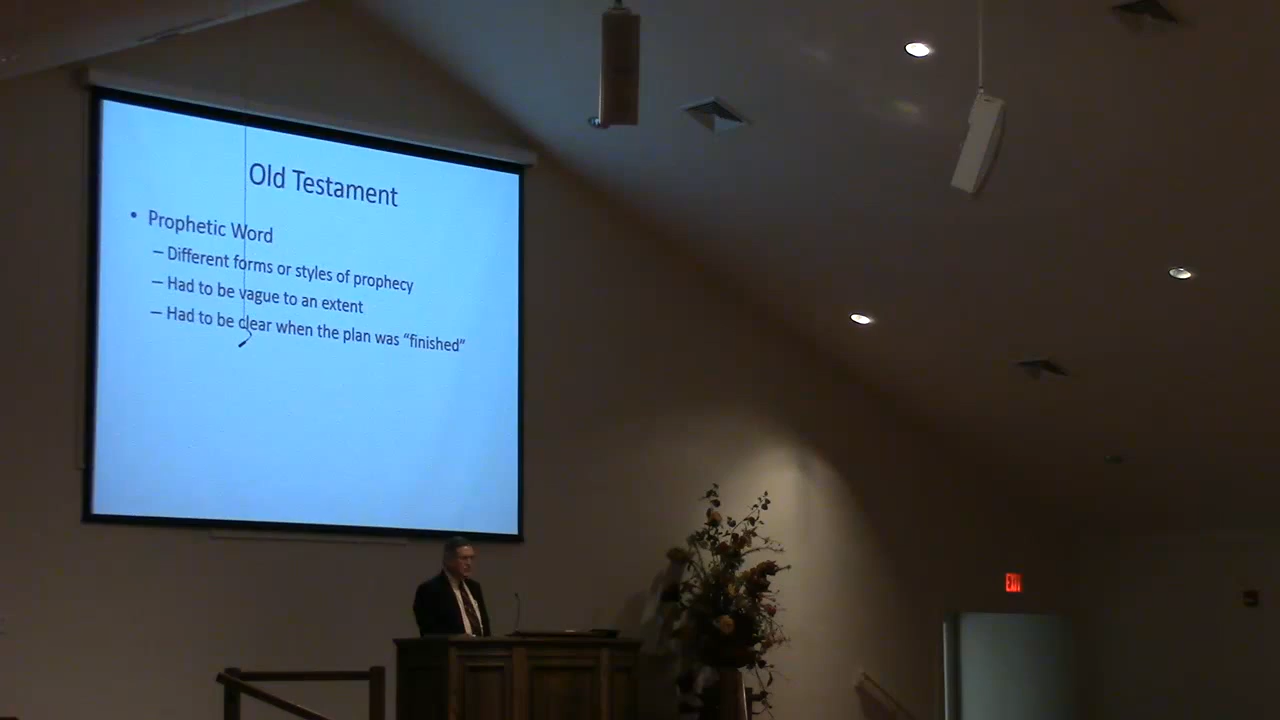 Old Testament
• Prophetic Word
– Different forms or styles of prophecy
– Had to be vague to an extent
– Had to be clear when the plan was “finished”
EXIT